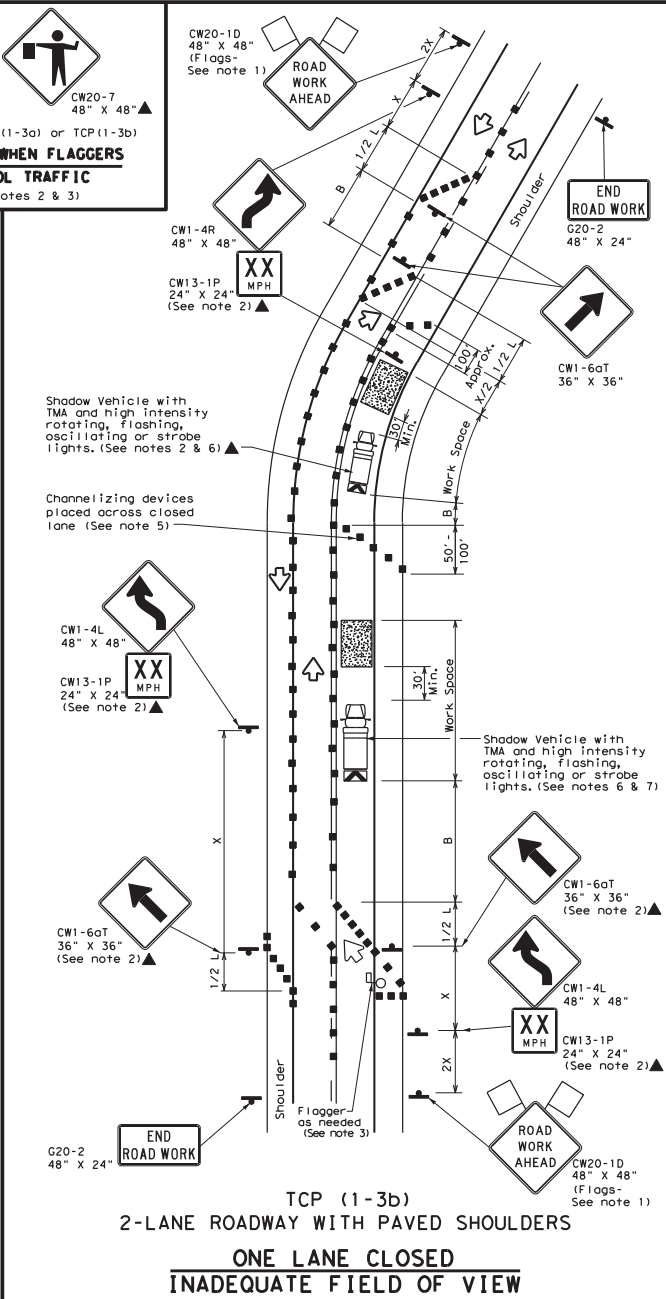 CW20-7
48" X 48"▲
(1-3a) or TCP(1-3b)
WHEN FLAGGERS
OL TRAFFIC
otes 2 & 3)
CW20-1D
48" X 48"
(Flags-
See note 1)
ROAD
WORK
AHEAD
2X
X
1/2 L
B
CW1-4R
48" X 48"
XX
MPH
CW13-1P
24" X 24"
(See note 2)▲
Shoulder
END
ROAD WORK
G20-2
48" X 24"
CW1-6aT
36" X 36"
100'
Approx.
1/2 L
X/2
30'
Min.
Work Space
B
50'-
100'
Shadow Vehicle with
TMA and high intensity
rotating, flashing,
oscillating or strobe
lights. (See notes 2 & 6)▲
Channelizing devices
placed across closed
lane (See note 5)
CW1-4L
48" X 48"
XX
MPH
CW13-1P
24" X 24"
(See note 2)▲
30'
Min.
Work Space
Shadow Vehicle with
TMA and high intensity
rotating, flashing,
oscillating or strobe
lights. (See notes 6 & 7)
X
B
CW1-6aT
36" X 36"
(See note 2)▲
1/2 L
CW1-6aT
36" X 36"
(See note 2)▲
1/2 L
X
CW1-4L
48" X 48"
XX
MPH
CW13-1P
24" X 24"
(See note 2)▲
2X
Shoulder
Flagger
as needed
(See note 3)
G20-2
48" X 24"
END
ROAD WORK
ROAD
WORK
AHEAD
CW20-1D
48" X 48"
(Flags-
See note 1)
TCP (1-3b)
2-LANE ROADWAY WITH PAVED SHOULDERS
ONE LANE CLOSED
INADEQUATE FIELD OF VIEW